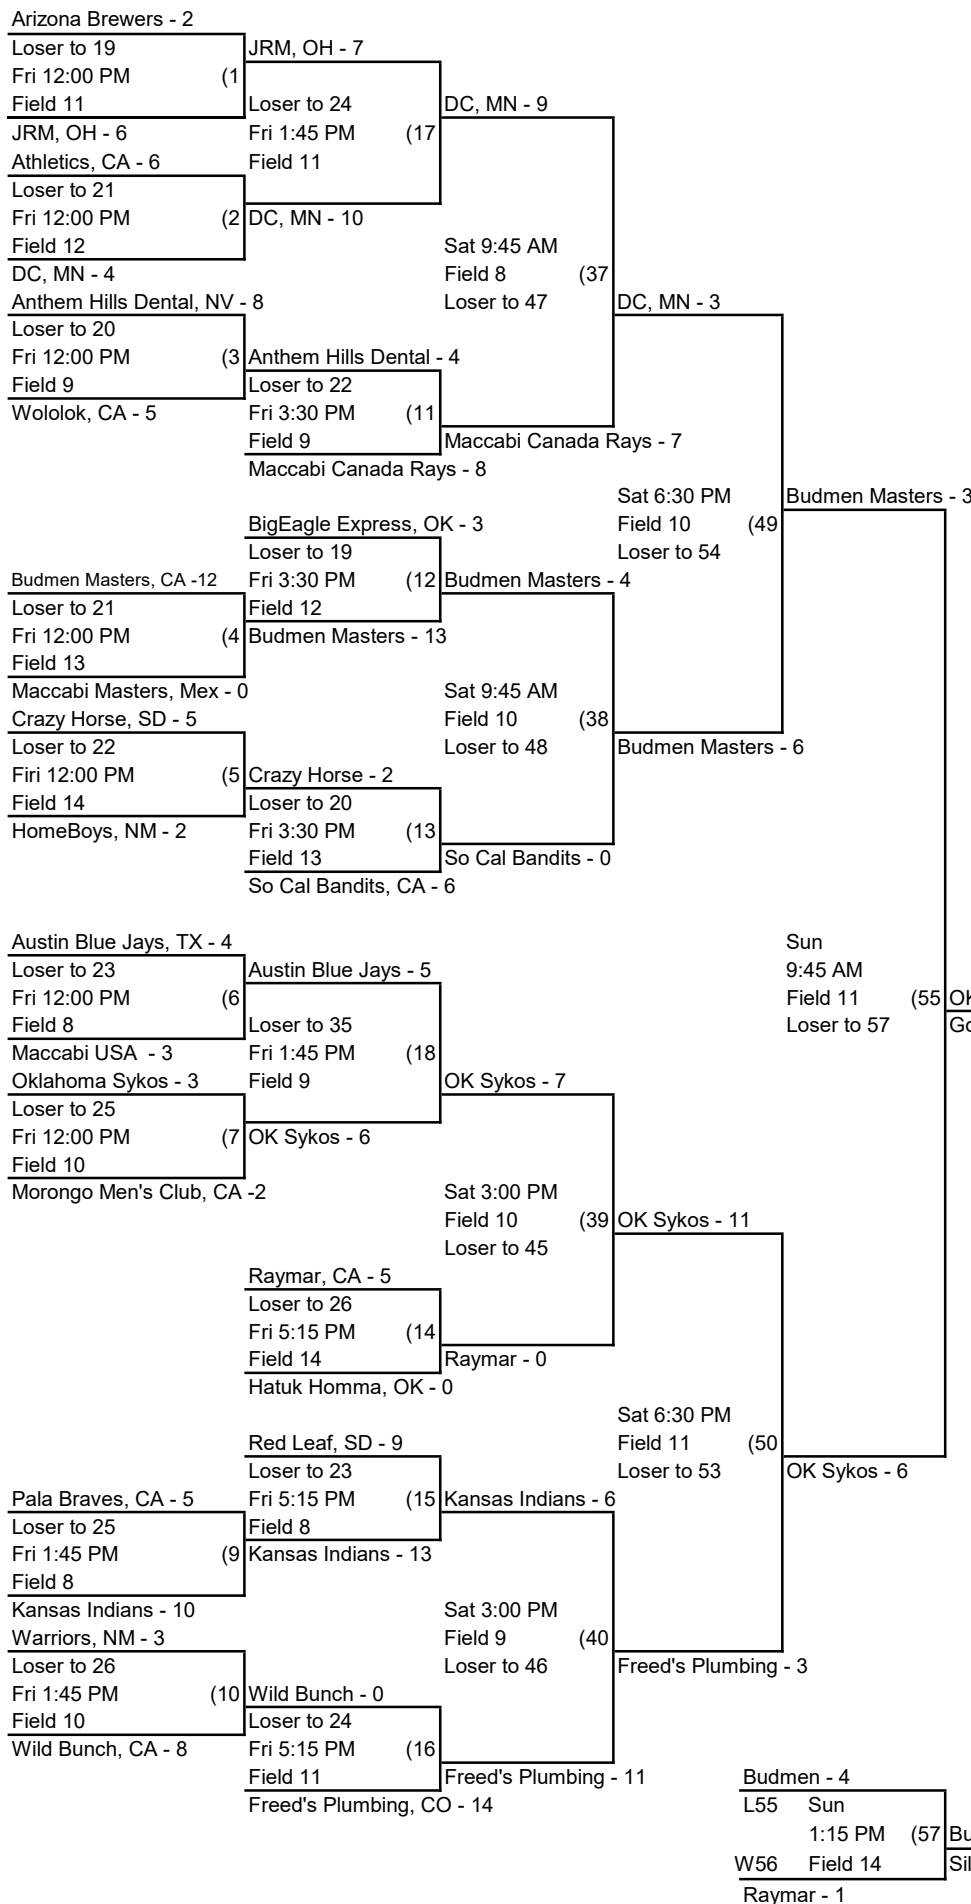 Arizona Brewers - 2
Loser to 19
JRM, OH - 7
Fri 12:00 PM (1
Field 11
Loser to 24
DC, MN - 9
JRM, OH - 6
Fri 1:45 PM (17
Athletics, CA - 6
Field 11
Loser to 21
Fri 12:00 PM (2
DC, MN - 10
Field 12
Sat 9:45 AM
DC, MN - 4
Field 8 (37
Anthem Hills Dental, NV - 8
Loser to 47
DC, MN - 3
Loser to 20
Fri 12:00 PM (3
Anthem Hills Dental - 4
Field 9
Loser to 22
Wololok, CA - 5
Fri 3:30 PM (11
Field 9
Maccabi Canada Rays - 7
Maccabi Canada Rays - 8
Sat 6:30 PM
Budmen Masters - 3
BigEagle Express, OK - 3
Field 10 (49
Loser to 19
Loser to 54
Budmen Masters, CA -12
Fri 3:30 PM (12
Budmen Masters - 4
Loser to 21
Field 12
Fri 12:00 PM (4
Budmen Masters - 13
Field 13
Maccabi Masters, Mex - 0
Sat 9:45 AM
Crazy Horse, SD - 5
Field 10 (38
Loser to 22
Loser to 48
Budmen Masters - 6
Firi 12:00 PM (5
Crazy Horse - 2
Field 14
Loser to 20
HomeBoys, NM - 2
Fri 3:30 PM (13
Field 13
So Cal Bandits - 0
So Cal Bandits, CA - 6
Austin Blue Jays, TX - 4
Sun
Loser to 23
Austin Blue Jays - 5
9:45 AM
Fri 12:00 PM (6
Field 11 (55
OK
Field 8
Loser to 35
Loser to 57
Go
Maccabi USA - 3
Fri 1:45 PM (18
Oklahoma Sykos - 3
Field 9
OK Sykos - 7
Loser to 25
Fri 12:00 PM (7
OK Sykos - 6
Field 10
Morongo Men's Club, CA -2
Sat 3:00 PM
Field 10 (39
OK Sykos - 11
Loser to 45
Raymar, CA - 5
Loser to 26
Fri 5:15 PM (14
Field 14
Raymar - 0
Hatuk Homma, OK - 0
Sat 6:30 PM
Red Leaf, SD - 9
Field 11 (50
Loser to 23
Loser to 53
OK Sykos - 6
Pala Braves, CA - 5
Fri 5:15 PM (15
Kansas Indians - 6
Loser to 25
Field 8
Fri 1:45 PM (9
Kansas Indians - 13
Field 8
Kansas Indians - 10
Sat 3:00 PM
Warriors, NM - 3
Field 9 (40
Loser to 26
Loser to 46
Freed's Plumbing - 3
Fri 1:45 PM (10
Wild Bunch - 0
Field 10
Loser to 24
Wild Bunch, CA - 8
Fri 5:15 PM (16
Field 11
Freed's Plumbing - 11
Budmen - 4
Freed's Plumbing, CO - 14
L55 Sun
1:15 PM (57
Bu
W56 Field 14
Sil
Raymar - 1